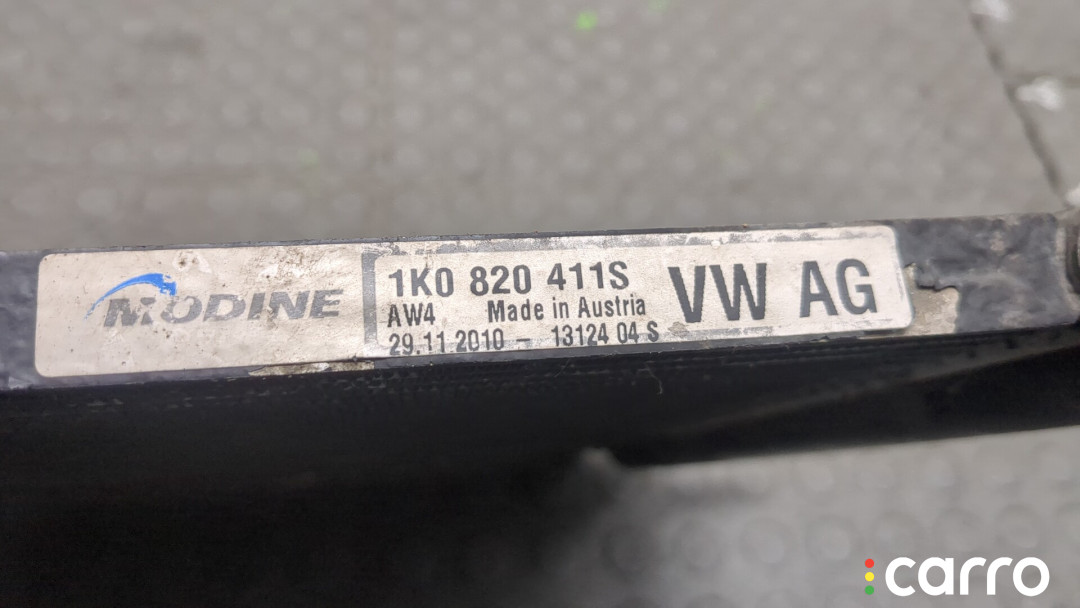 MODINE
1K0 820 411S
AW4 Made in Austria
29.11.2010 - 13124 04 S
VW AG
carro